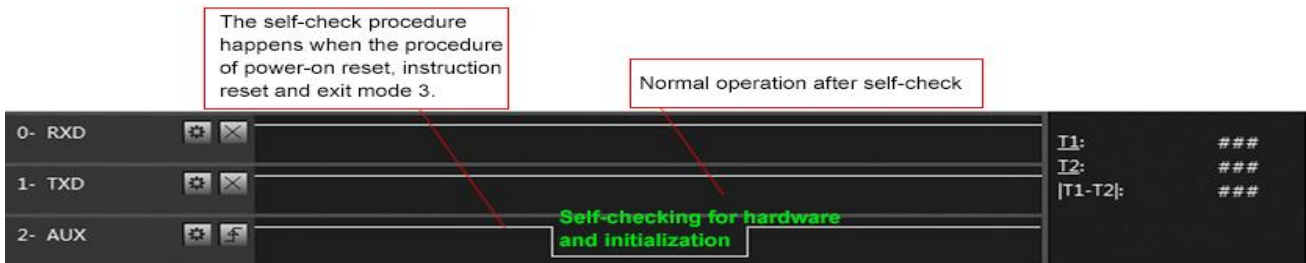 The self-check procedure
happens when the procedure
of power-on reset, instruction
reset and exit mode 3.
Normal operation after self-check
0- RXD
1- TXD
2- AUX
Self-checking for hardware
and initialization
T1: ###
T2: ###
|T1-T2|: ###